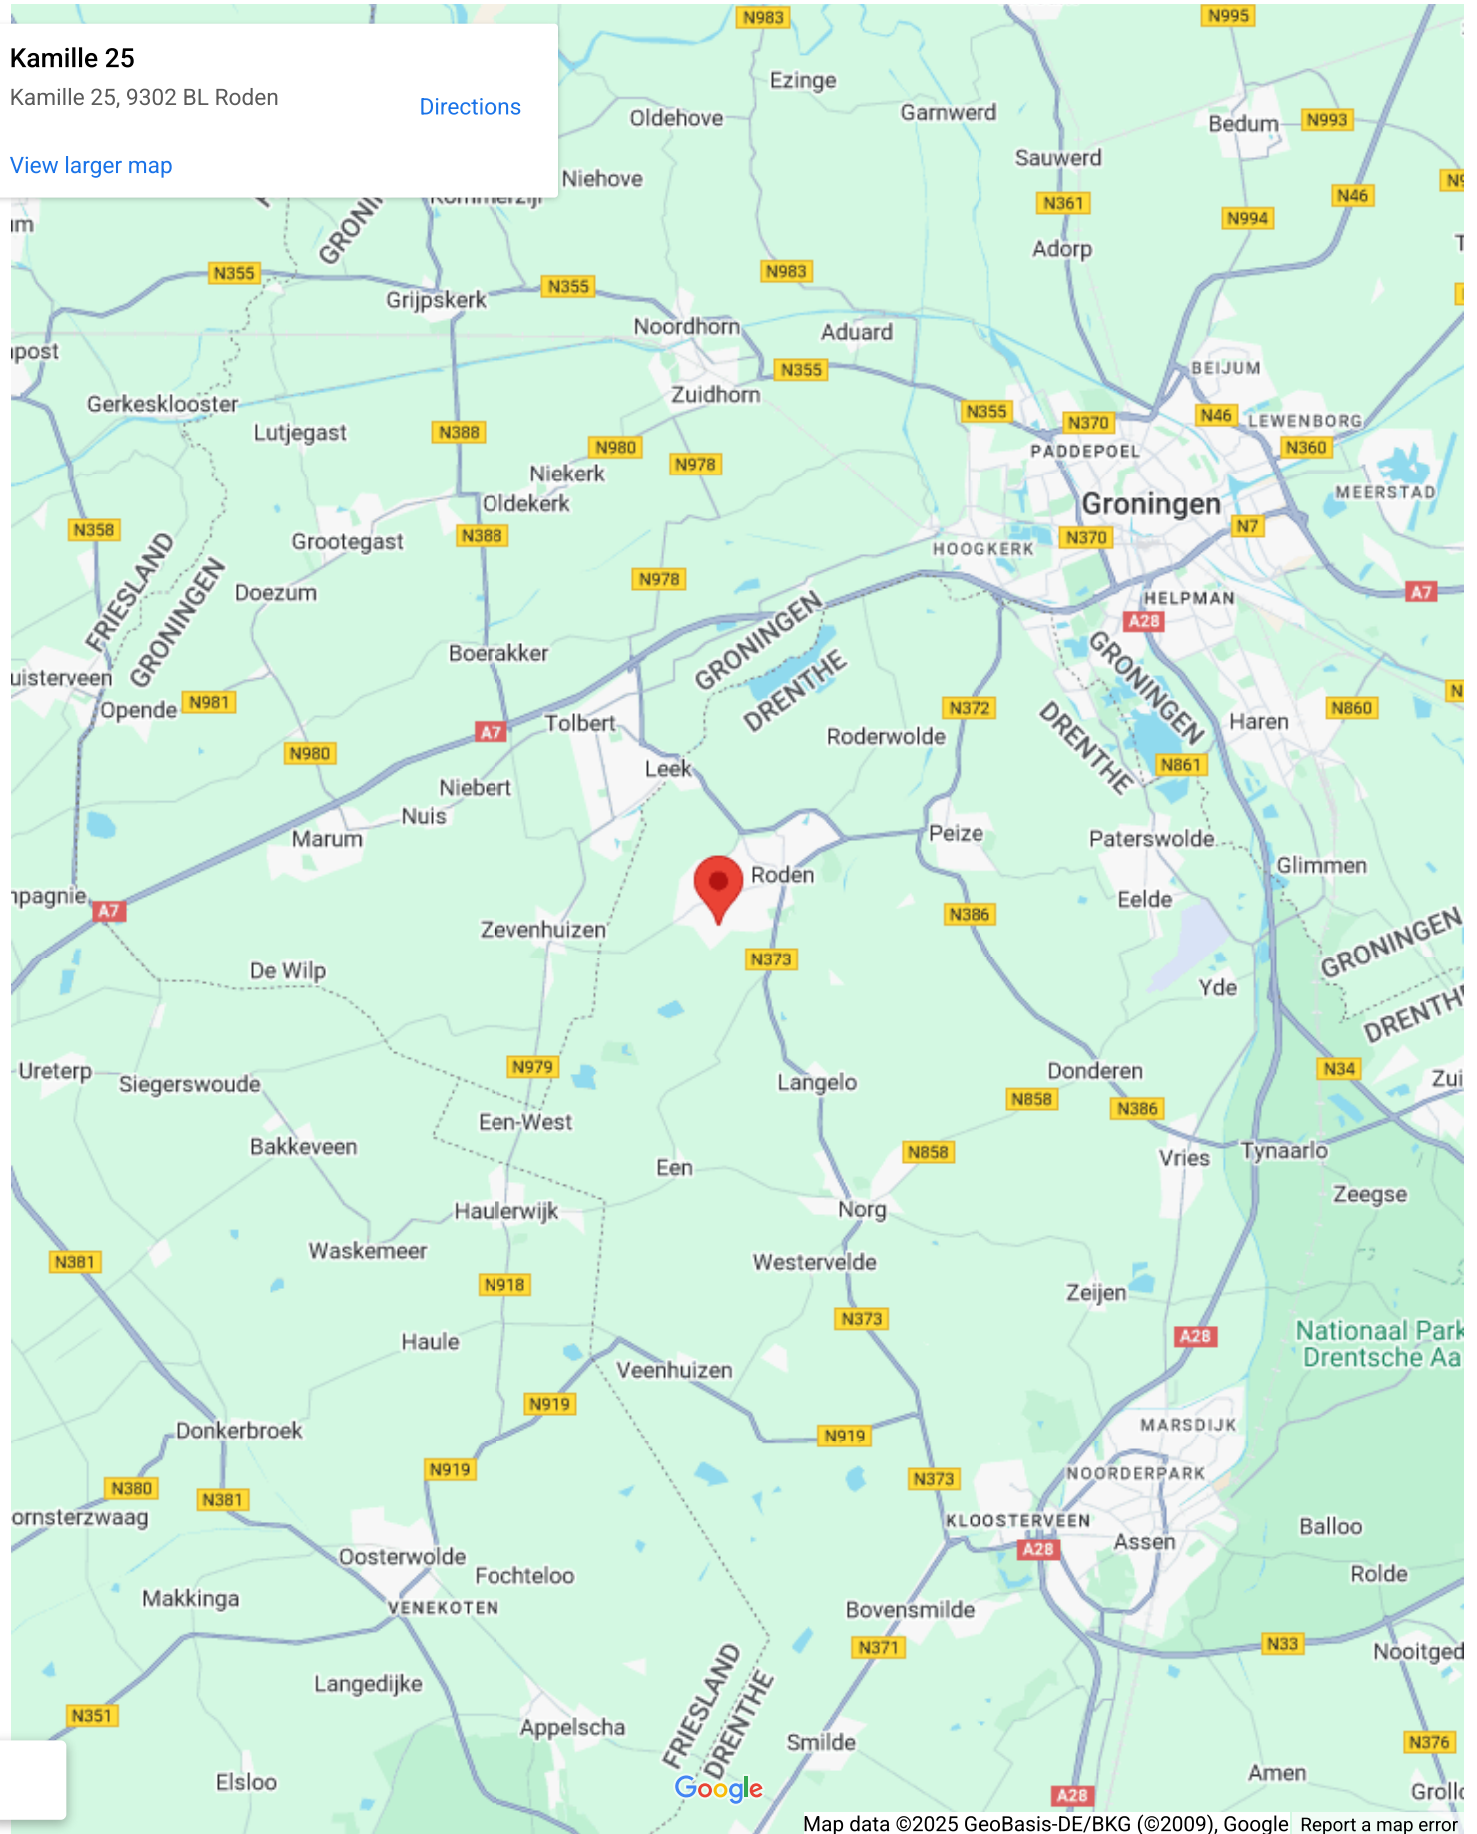 Kamille 25
Kamille 25, 9302 BL Roden
Directions
View larger map
N983
N995
Ezinge
Oldehove
Garnwerd
Bedum
N993
Sauwerd
Niehove
N46
N361
N994
Adorp
GRONIN
N355
N983
N355
Grijpskerk
Noordhorn
Aduard
N355
BEIJUM
Zuidhorn
Gerkesklooster
N355
N370
N46
LEWENBORG
Lutjegast
N388
N980
N360
PADDEPOEL
N978
Niekerk
MEERSTAD
Oldekerk
Groningen
N358
N7
N388
N370
Grootegast
HOOGKERK
FRIESLAND
GRONINGEN
N978
Doezum
A7
HELPMAN
A28
GRONINGEN
DRENTHE
Boerakker
GRONINGEN
DRENTHE
uisterveen
N981
Opende
N372
N860
Tolbert
Haren
A7
Roderwolde
N980
N861
Leek
Niebert
Nuis
Marum
Peize
Paterswolde
Glimmen
Roden
npagnie
A7
Eelde
N386
Zevenhuizen
GRONINGEN
DRENTHE
N373
De Wilp
Yde
N979
Ureterp
Siegerswoude
Langelo
Donderen
N34
Zui
N858
N386
Een-West
Bakkeveen
N858
Tynaarlo
Vries
Een
Zeegse
Haulerwijk
Norg
Waskemeer
N381
Westervelde
N918
Zeijen
N373
A28
Nationaal Park
Drentsche Aa
Haule
Veenhuizen
N919
MARSDIJK
Donkerbroek
N919
N919
NOORDERPARK
N373
N380
N381
ornsterzwaag
KLOOSTERVEEN
Balloo
Assen
A28
Oosterwolde
Fochteloo
Rolde
Makkinga
VENEKOTEN
Bovensmilde
N371
N33
Nooitged
Langedijke
FRIESLAND
DRENTHE
N351
Appelscha
Smilde
N376
Elsloo
Amen
Google
Grollo
A28
Map data ©2025 GeoBasis-DE/BKG (©2009), Google
Report a map error